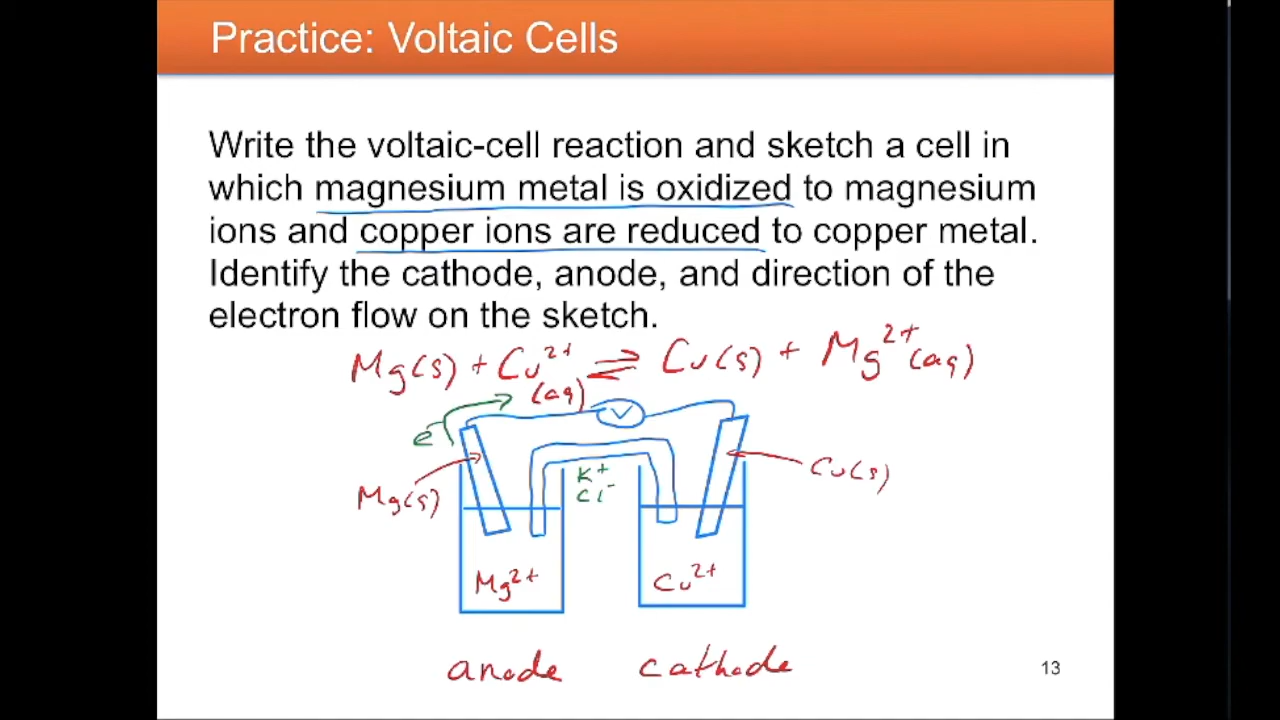 Practice: Voltaic Cells
Write the voltaic-cell reaction and sketch a cell in
which magnesium metal is oxidized to magnesium
ions and copper ions are reduced to copper metal.
Identify the cathode, anode, and direction of the
electron flow on the sketch.
Mg(s) + Cu²⁺ ⇌ Cu(s) + Mg²⁺(aq)
(aq)
e⁻
V
K⁺
Cl⁻
Mg(s)
Cu(s)
Mg²⁺
Cu²⁺
anode
cathode
13